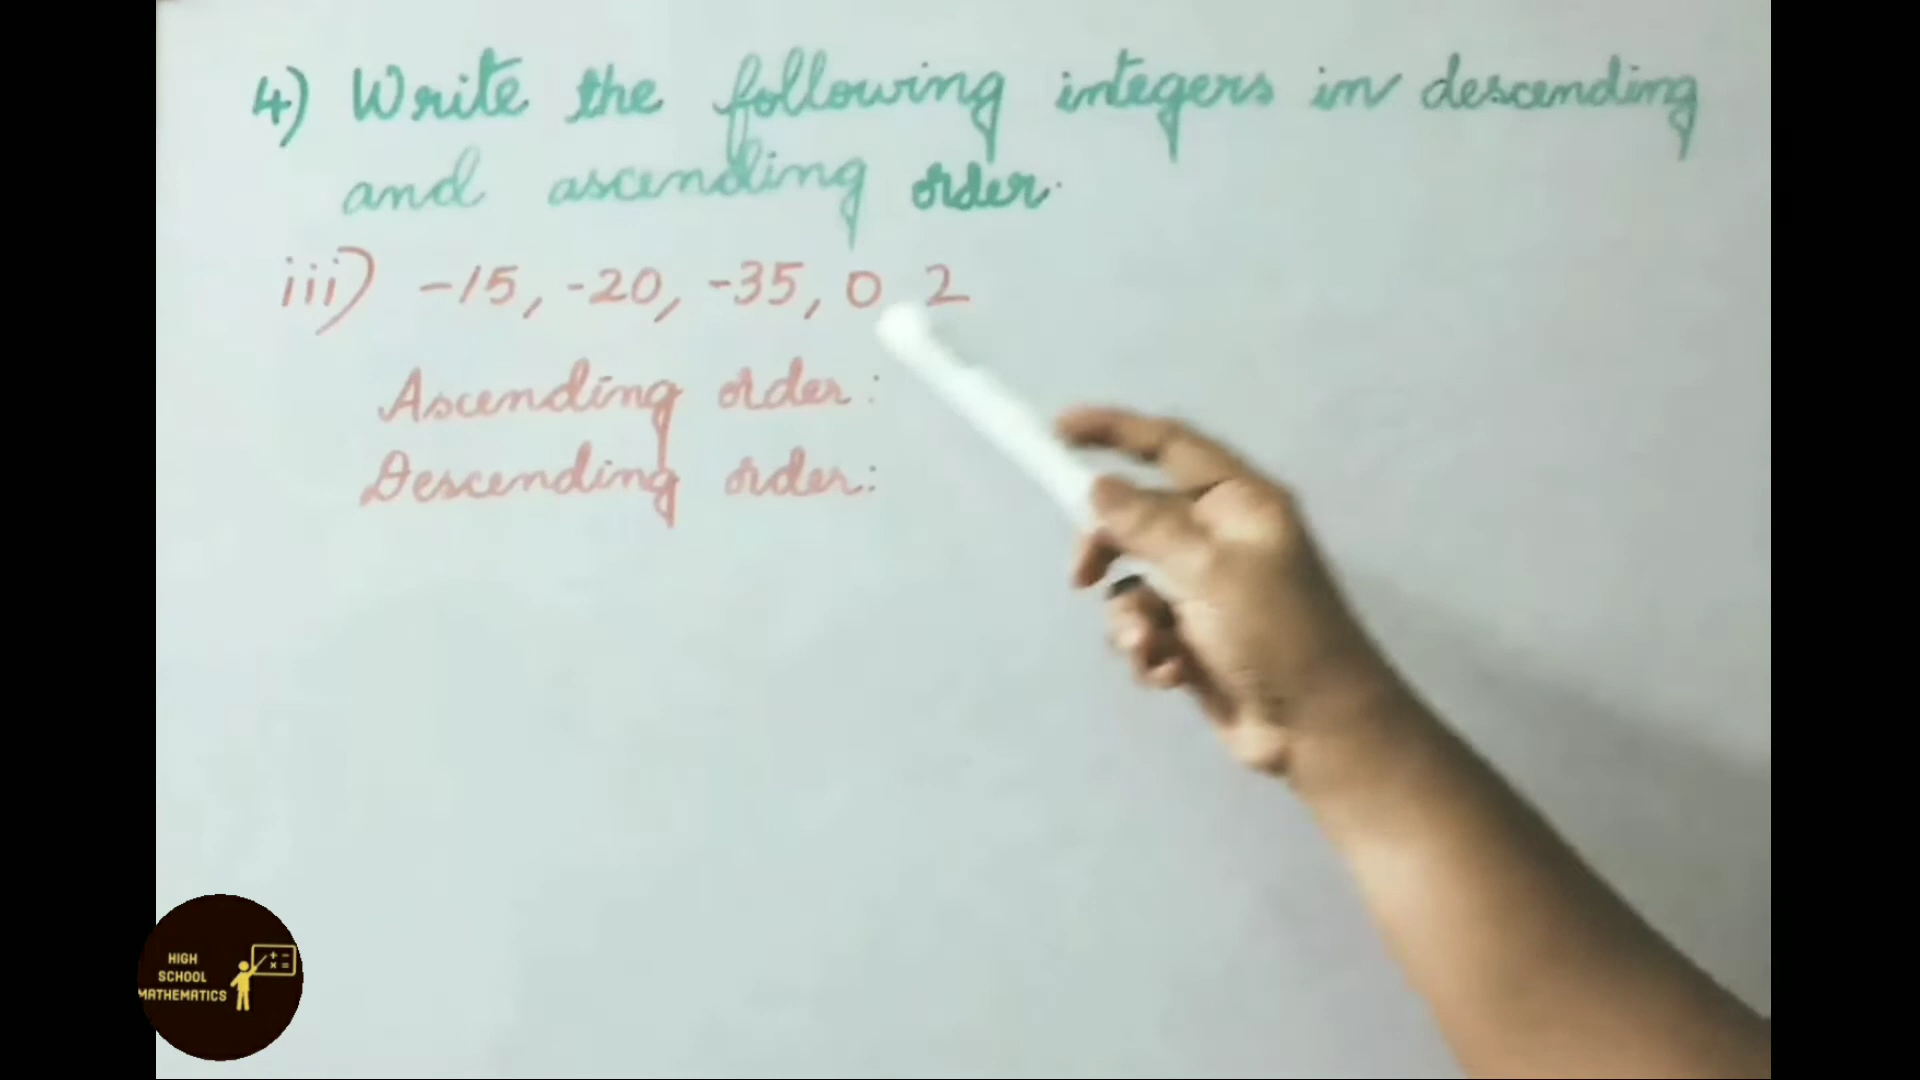 4) Write the following integers in descending
and ascending order.
iii) -15, -20, -35, 0 2
Ascending order:
Descending order:
HIGH
SCHOOL
MATHEMATICS
+ -
× =